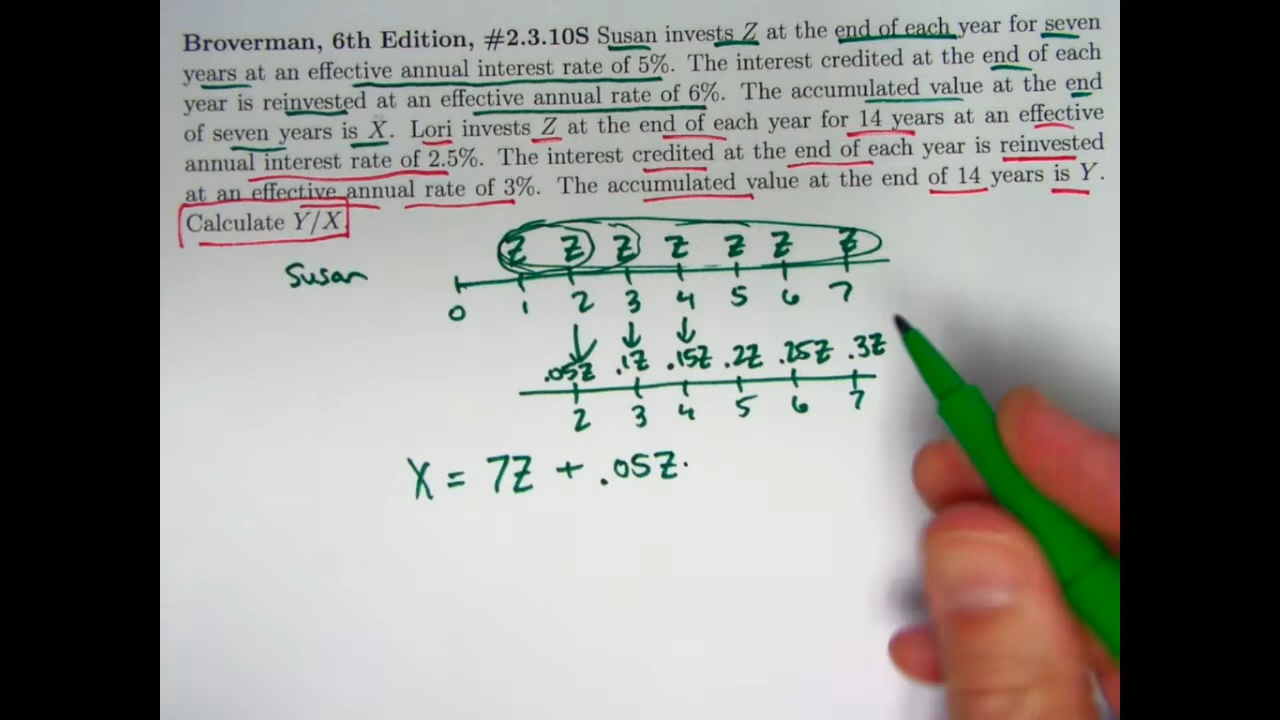 Broverman, 6th Edition, #2.3.10S Susan invests Z at the end of each year for seven
years at an effective annual interest rate of 5%. The interest credited at the end of each
year is reinvested at an effective annual rate of 6%. The accumulated value at the end
of seven years is X. Lori invests Z at the end of each year for 14 years at an effective
annual interest rate of 2.5%. The interest credited at the end of each year is reinvested
at an effective annual rate of 3%. The accumulated value at the end of 14 years is Y.
Calculate Y/X.
Z Z Z Z Z Z Z
Susan
0 1 2 3 4 5 6 7
.05Z .1Z .15Z .2Z .25Z .3Z
2 3 4 5 6 7
X = 7Z + .05Z.